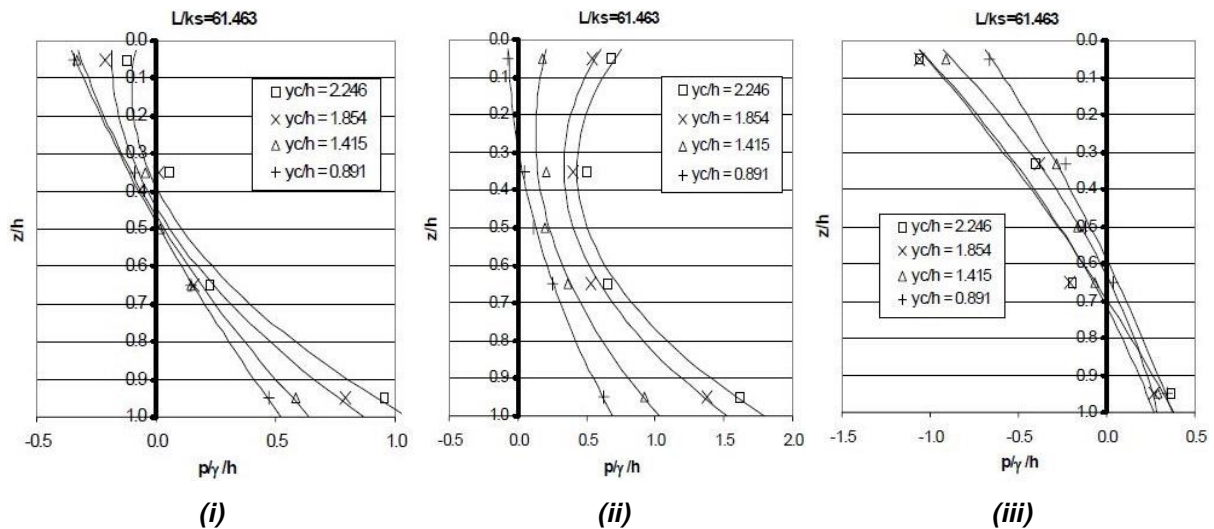 L/ks=61.463
0.0
0.1
0.2
0.3
0.4
0.5
0.6
0.7
0.8
0.9
1.0
z/h
yc/h = 2.246
yc/h = 1.854
yc/h = 1.415
yc/h = 0.891
-0.5
0.0
0.5
1.0
p/γ/h
(i)
L/ks=61.463
0.0
0.1
0.2
0.3
0.4
0.5
0.6
0.7
0.8
0.9
1.0
z/h
yc/h = 2.246
yc/h = 1.854
yc/h = 1.415
yc/h = 0.891
-0.5
0.0
0.5
1.0
1.5
2.0
p/γ/h
(ii)
L/ks=61.463
0.0
0.1
0.2
0.3
0.4
0.5
0.6
0.7
0.8
0.9
1.0
z/h
yc/h = 2.246
yc/h = 1.854
yc/h = 1.415
yc/h = 0.891
-1.5
-1.0
-0.5
0.0
0.5
p/γ/h
(iii)